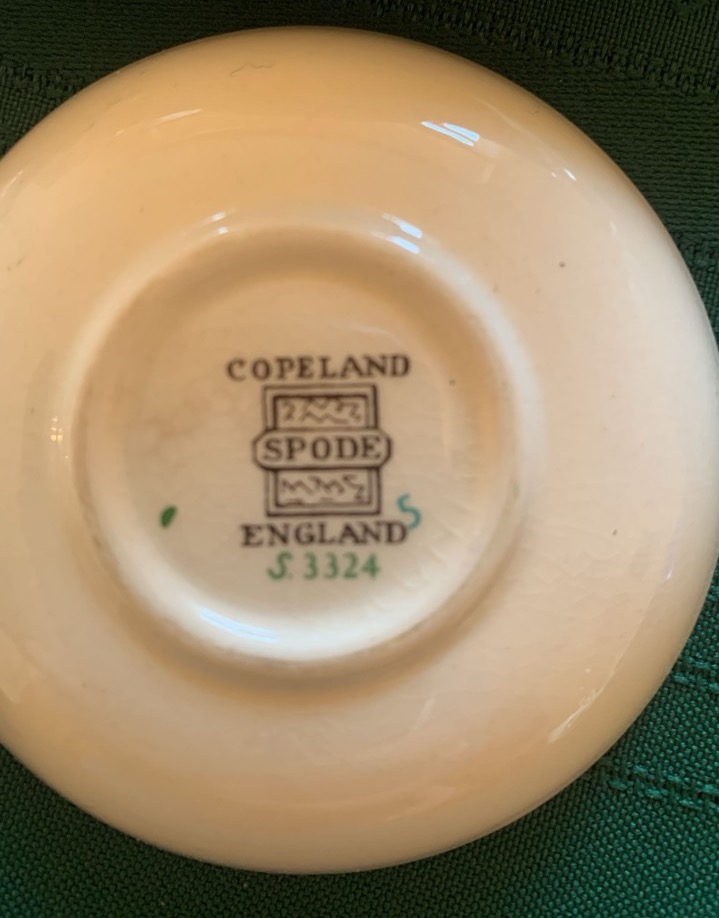 COPELAND
SPODE
ENGLAND
S
S. 3324